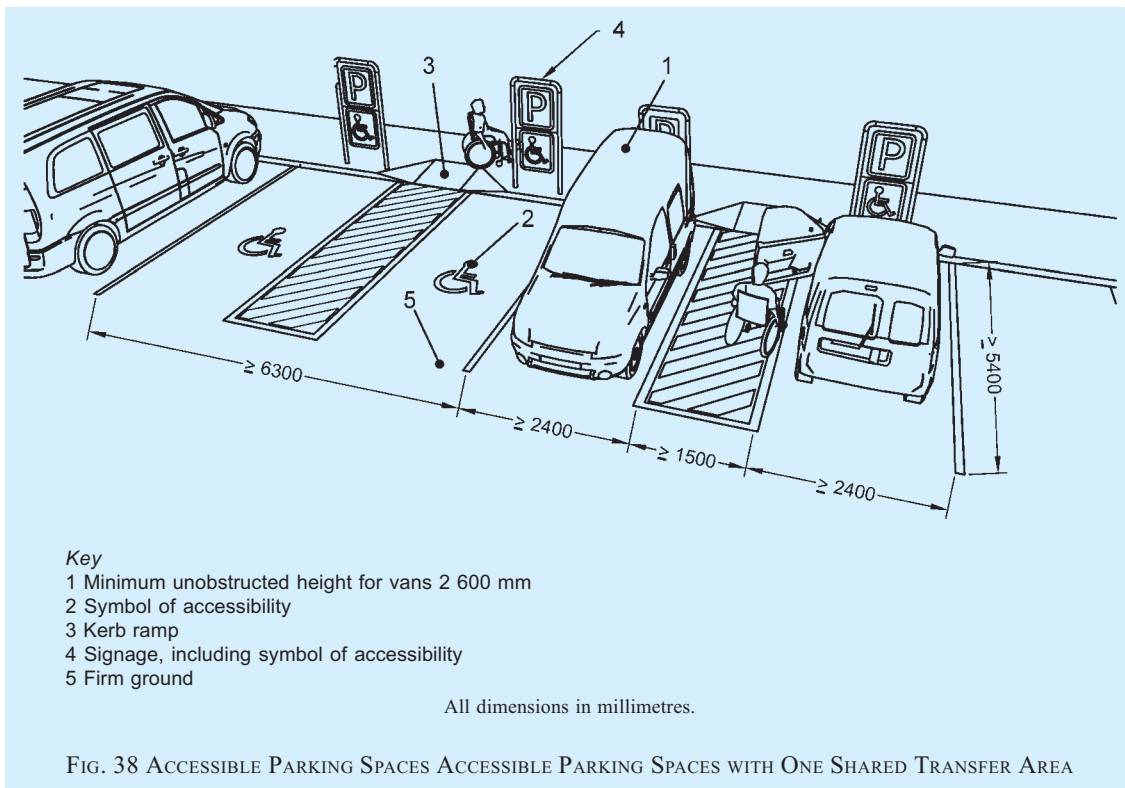 4
3
1
P
P
P
P
2
5
≥ 6300
≥ 2400
≥ 1500
≥ 2400
≥ 5400
Key
1 Minimum unobstructed height for vans 2 600 mm
2 Symbol of accessibility
3 Kerb ramp
4 Signage, including symbol of accessibility
5 Firm ground
All dimensions in millimetres.
FIG. 38 ACCESSIBLE PARKING SPACES ACCESSIBLE PARKING SPACES WITH ONE SHARED TRANSFER AREA